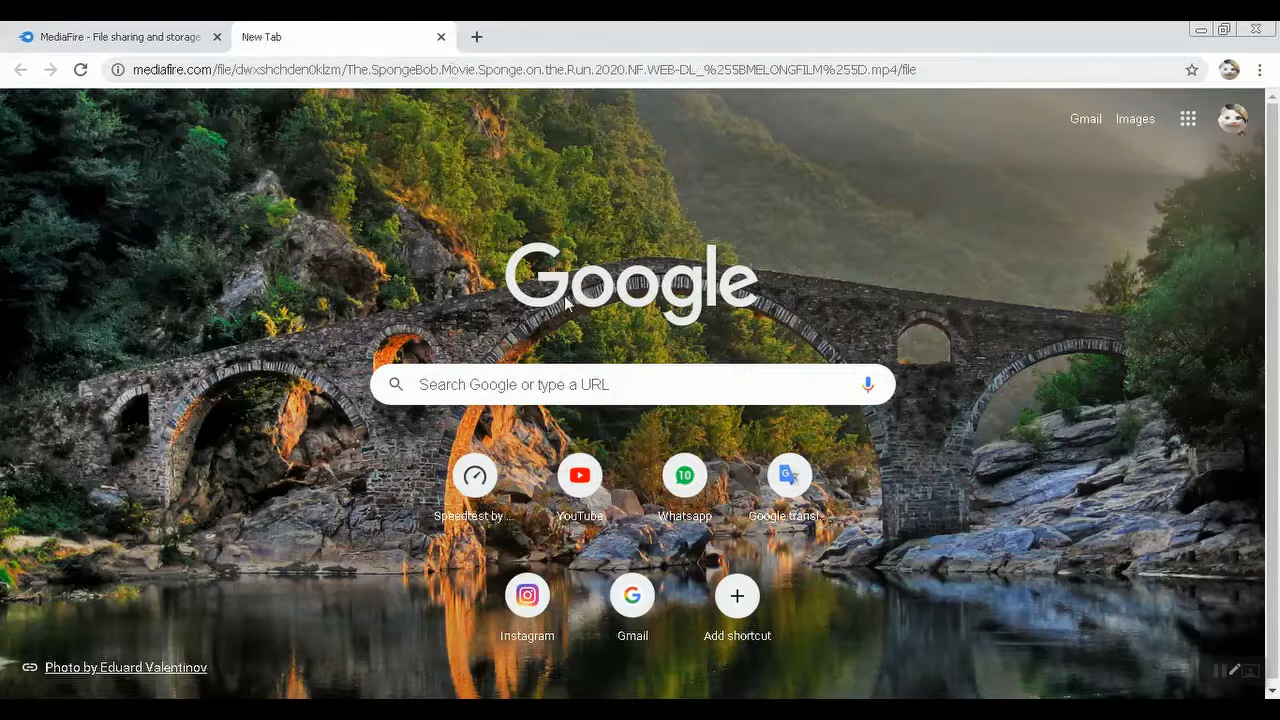 MediaFire - File sharing and storage
New Tab
mediafire.com/file/dwxshchden0klzm/The.SpongeBob.Movie.Sponge.on.the.Run.2020.NF.WEB-DL_%255BMELONGFILM%255D.mp4/file
Gmail Images
Google
Search Google or type a URL
10
Speedtest by ...
YouTube
Whatsapp
Google transl...
Instagram
Gmail
Add shortcut
Photo by Eduard Valentinov